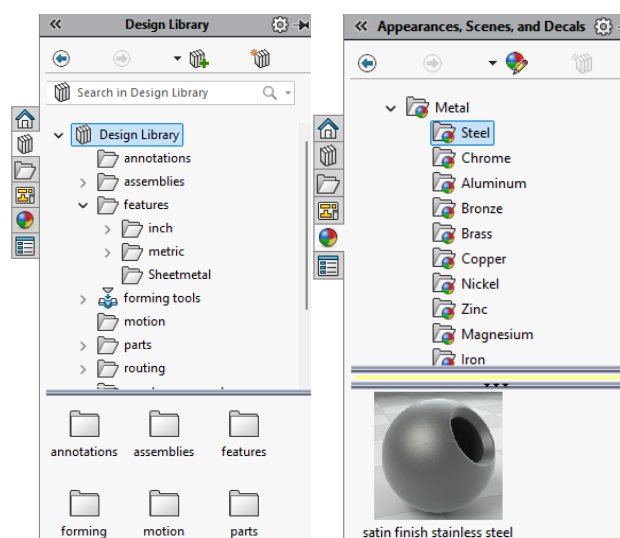 Design Library
Search in Design Library
Design Library
annotations
assemblies
features
inch
metric
Sheetmetal
forming tools
motion
parts
routing
annotations assemblies features
forming motion parts
Appearances, Scenes, and Decals
Metal
Steel
Chrome
Aluminum
Bronze
Brass
Copper
Nickel
Zinc
Magnesium
Iron
satin finish stainless steel